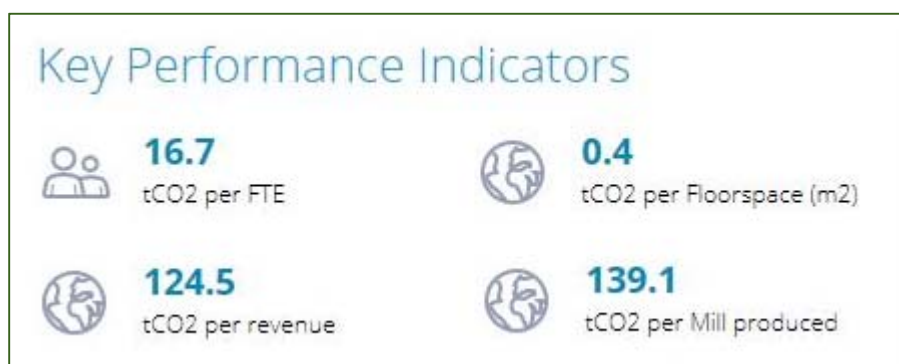 Key Performance Indicators
16.7
tCO2 per FTE
0.4
tCO2 per Floorspace (m2)
124.5
tCO2 per revenue
139.1
tCO2 per Mill produced